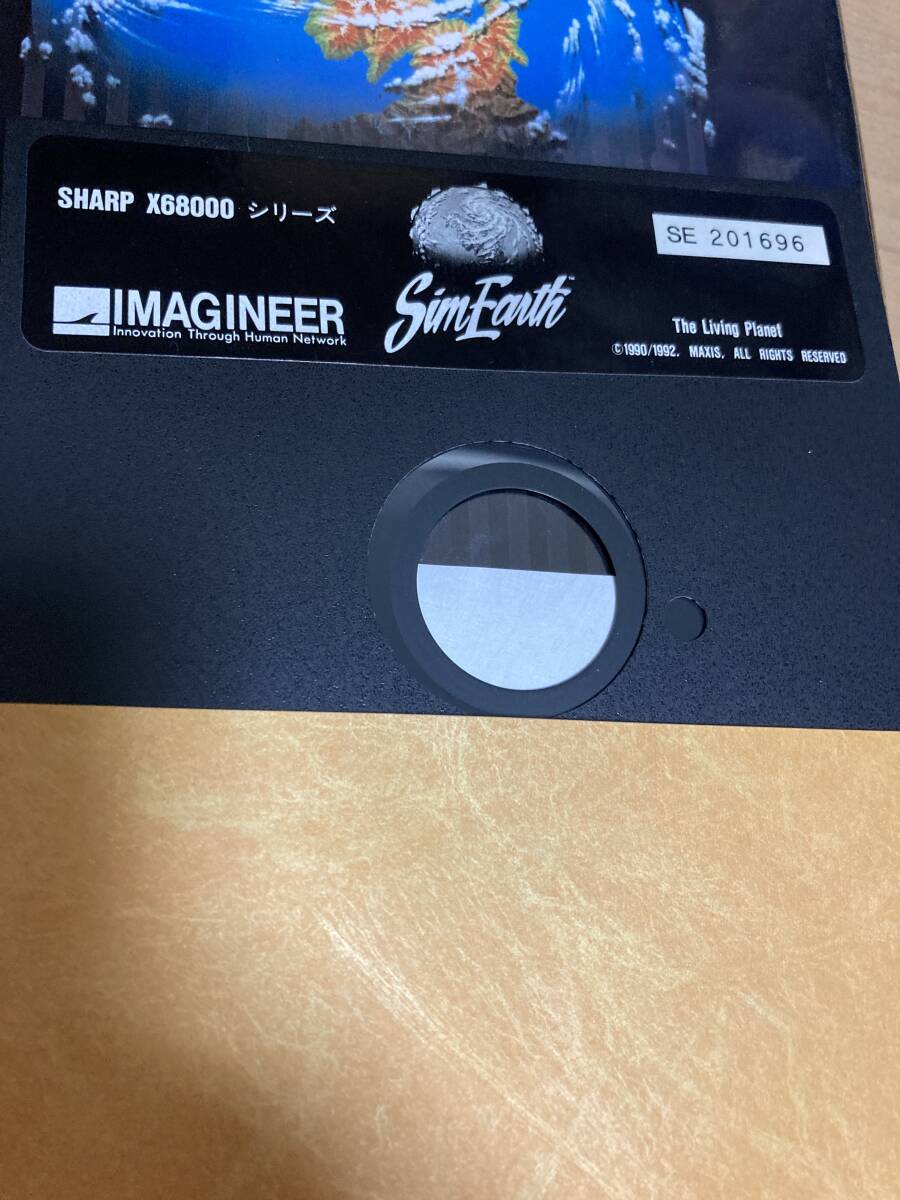 SHARP X68000 シリーズ
SE 201696
IMAGINEER
Innovation Through Human Network
SimEarth™
The Living Planet
©1990/1992. MAXIS, ALL RIGHTS RESERVED